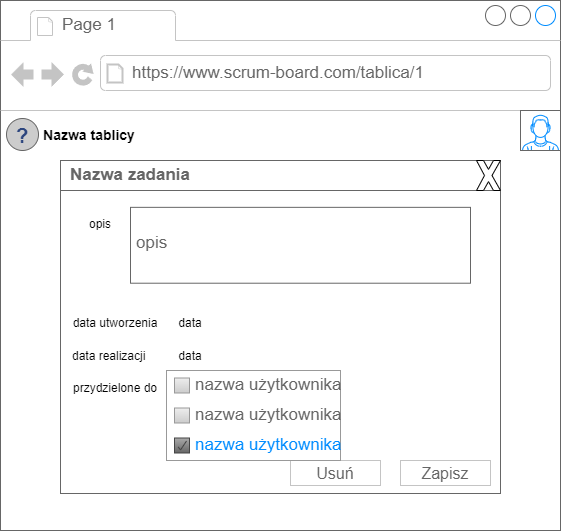 Page 1
https://www.scrum-board.com/tablica/1
? Nazwa tablicy
Nazwa zadania X
opis
opis
data utworzenia data
data realizacji data
przydzielone do
nazwa użytkownika
nazwa użytkownika
nazwa użytkownika
Usuń Zapisz